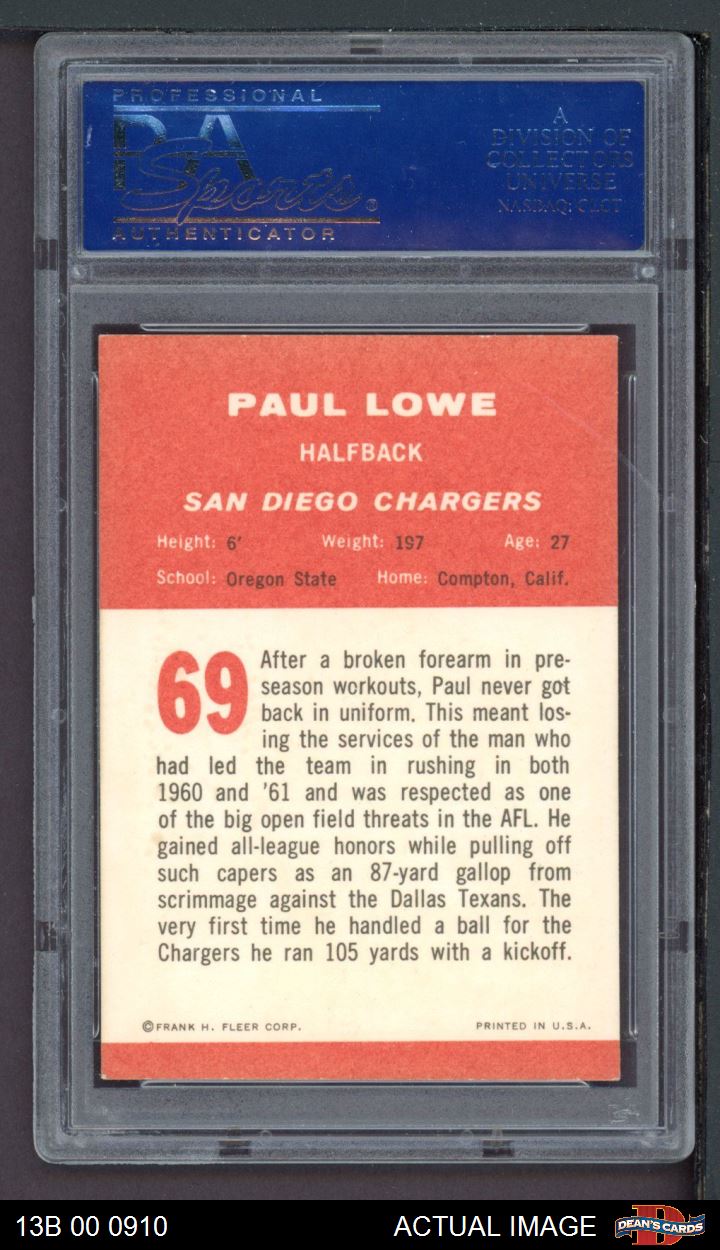 PROFESSIONAL
PSA
Sports®
AUTHENTICATOR
A
DIVISION OF
COLLECTORS
UNIVERSE
NASDAQ: CLCT
PAUL LOWE
HALFBACK
SAN DIEGO CHARGERS
Height: 6' Weight: 197 Age: 27
School: Oregon State Home: Compton, Calif.
69 After a broken forearm in pre-
season workouts, Paul never got
back in uniform. This meant los-
ing the services of the man who
had led the team in rushing in both
1960 and '61 and was respected as one
of the big open field threats in the AFL. He
gained all-league honors while pulling off
such capers as an 87-yard gallop from
scrimmage against the Dallas Texans. The
very first time he handled a ball for the
Chargers he ran 105 yards with a kickoff.
©FRANK H. FLEER CORP. PRINTED IN U.S.A.
13B 00 0910 ACTUAL IMAGE DEAN'S CARDS